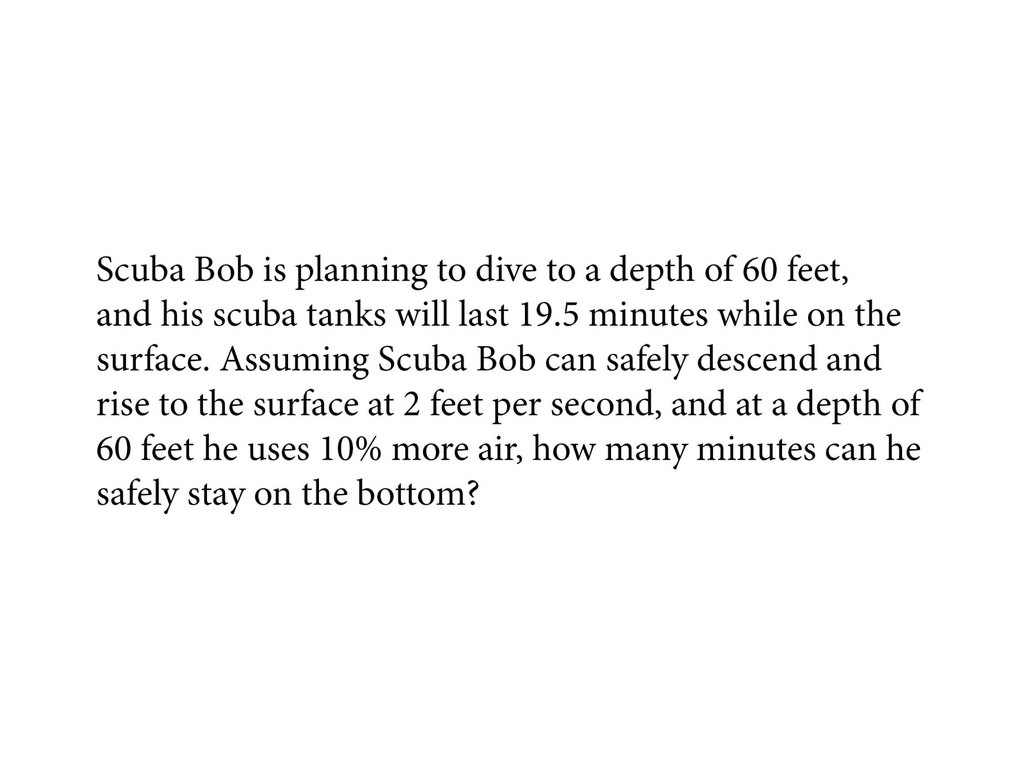 Scuba Bob is planning to dive to a depth of 60 feet,
and his scuba tanks will last 19.5 minutes while on the
surface. Assuming Scuba Bob can safely descend and
rise to the surface at 2 feet per second, and at a depth of
60 feet he uses 10% more air, how many minutes can he
safely stay on the bottom?